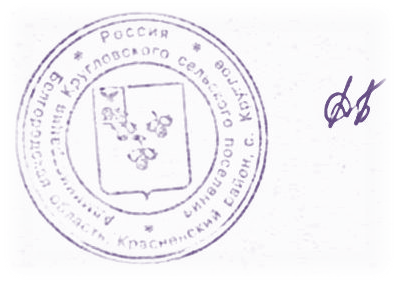 * Россия * Белгородская область, Красненский район, с. Круглое
* администрация Кругловского сельского поселения